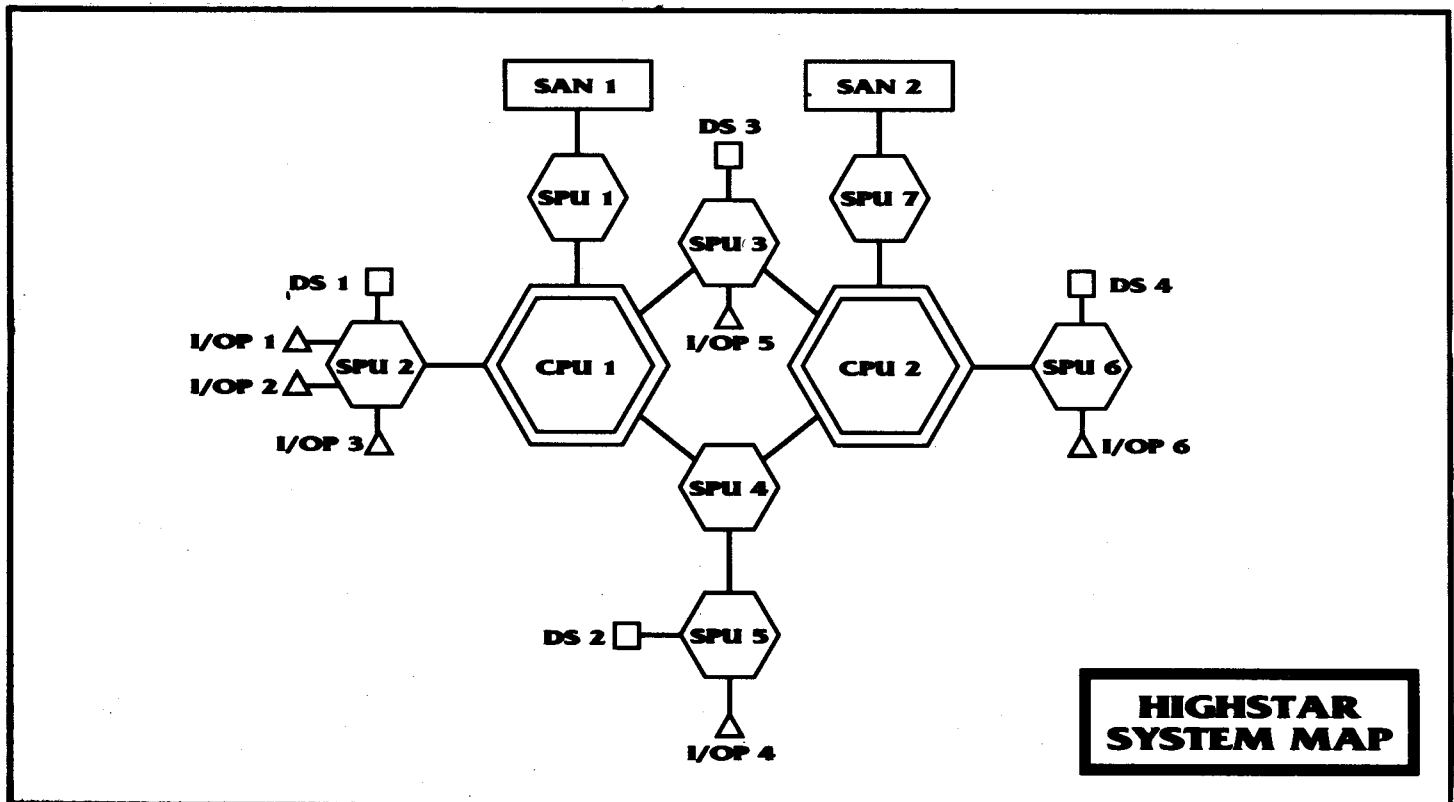 SAN 1
SAN 2
DS 3
SPU 1
SPU 7
SPU 3
DS 1
DS 4
I/OP 1
I/OP 5
SPU 2
CPU 1
CPU 2
SPU 6
I/OP 2
I/OP 3
I/OP 6
SPU 4
DS 2
SPU 5
I/OP 4
HIGHSTAR
SYSTEM MAP